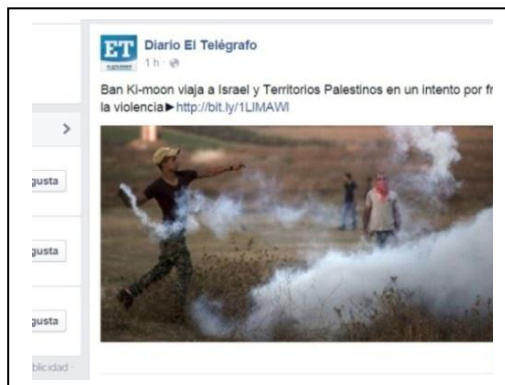 ET
Diario El Telégrafo
1 h ·
Ban Ki-moon viaja a Israel y Territorios Palestinos en un intento por fr
la violencia►http://bit.ly/1LIMAWl
gusta
gusta
gusta
blicidad ·